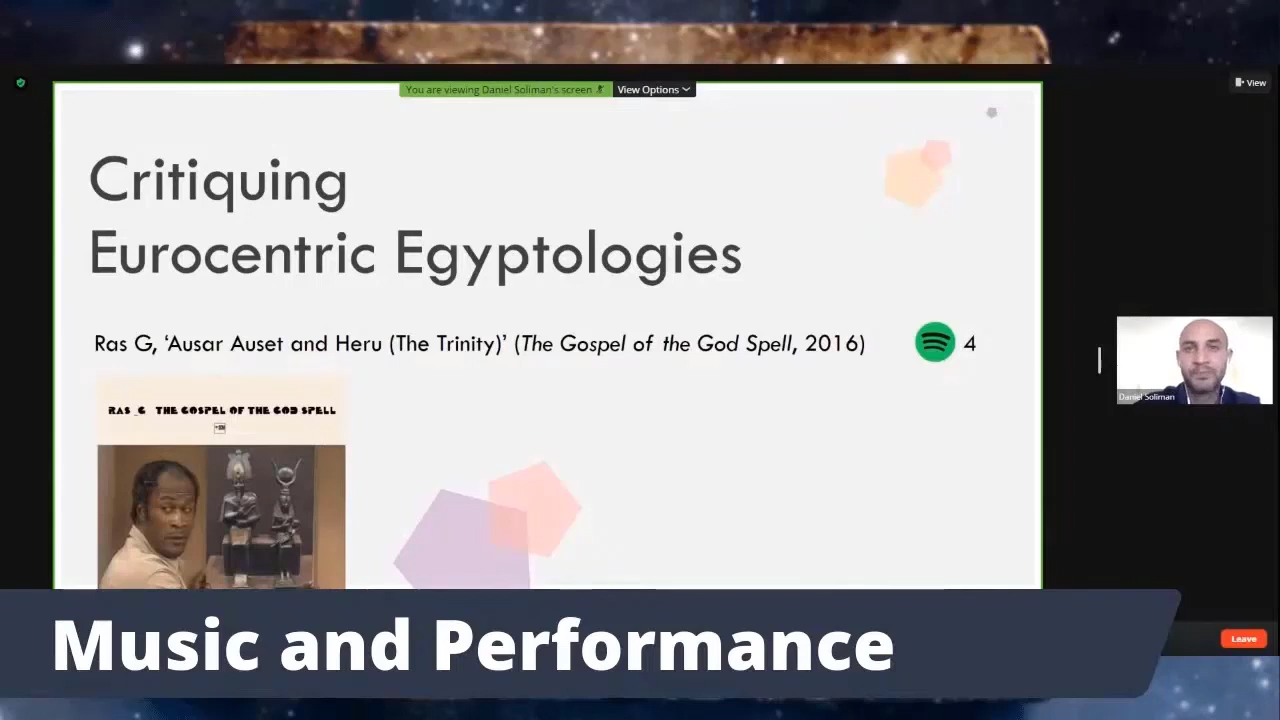 You are viewing Daniel Soliman's screen
View Options
View
Critiquing
Eurocentric Egyptologies
Ras G, ‘Ausar Auset and Heru (The Trinity)’ (The Gospel of the God Spell, 2016)
4
RAS_G THE GOSPEL OF THE GOD SPELL
Daniel Soliman
Music and Performance
Leave